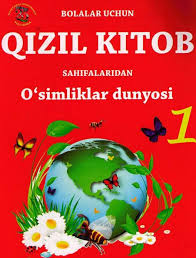 BOLALAR UCHUN
QIZIL KITOB
SAHIFALARIDAN
O‘simliklar dunyosi
1